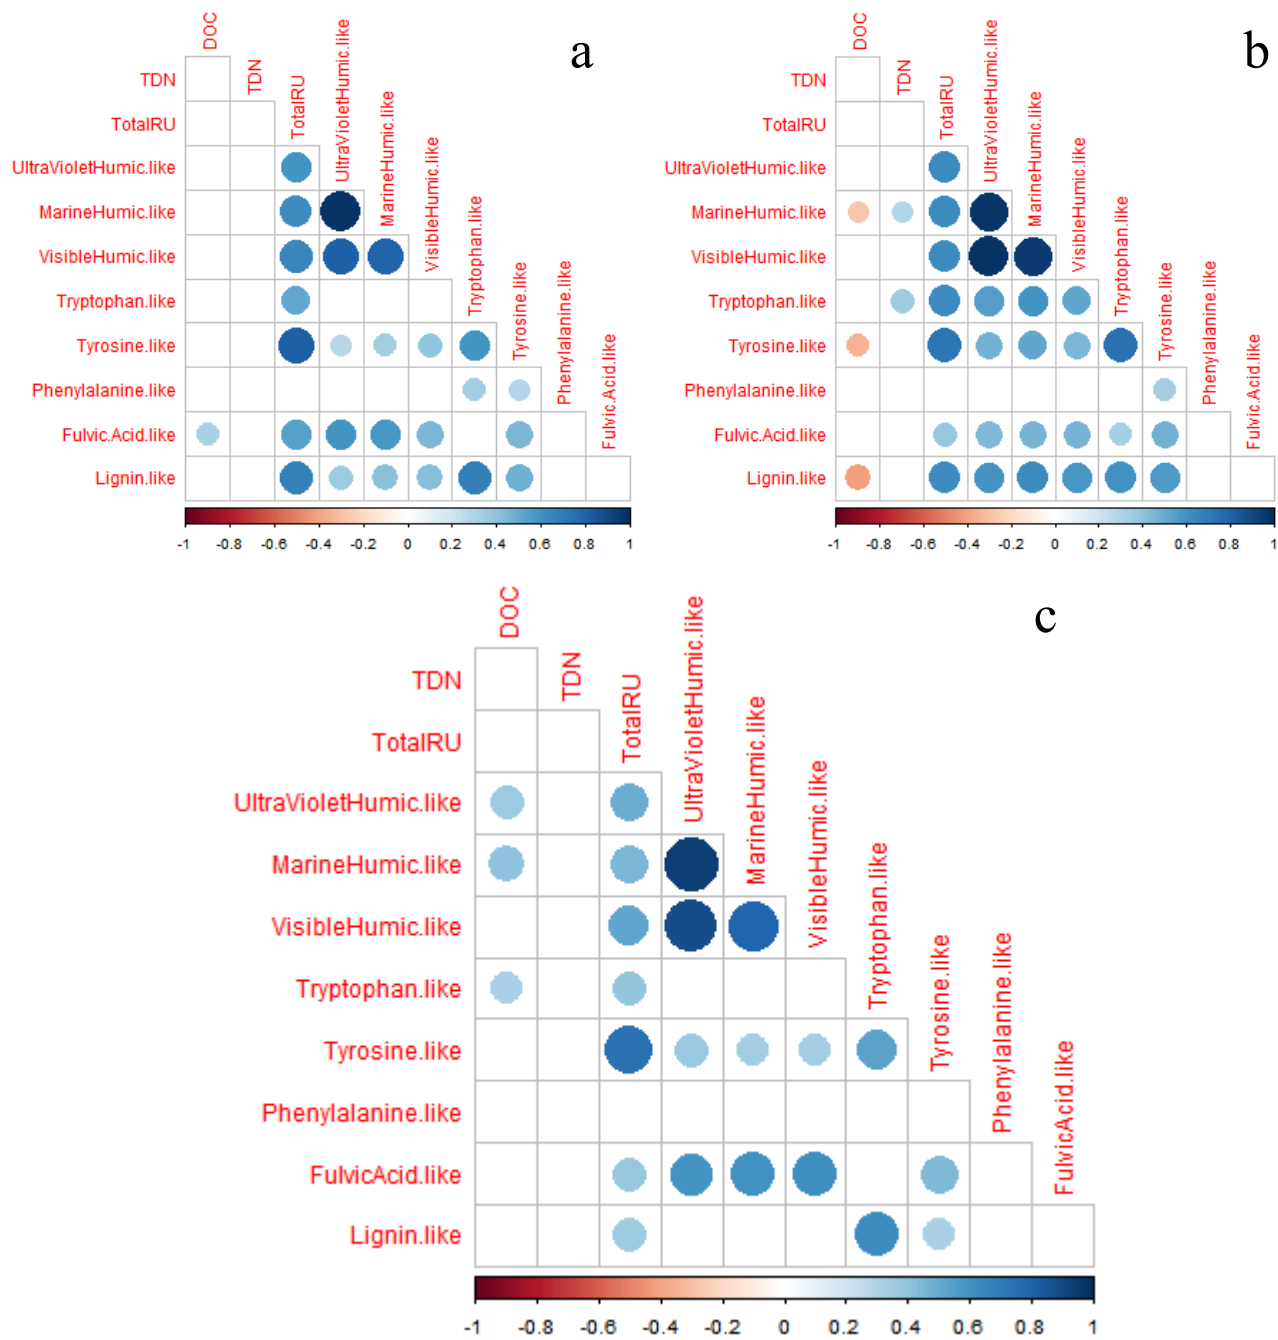 a
DOC
TDN
TotalRU
UltraVioletHumic.like
MarineHumic.like
VisibleHumic.like
Tryptophan.like
Tyrosine.like
Phenylalanine.like
Fulvic.Acid.like
TDN
TotalRU
UltraVioletHumic.like
MarineHumic.like
VisibleHumic.like
Tryptophan.like
Tyrosine.like
Phenylalanine.like
Fulvic.Acid.like
Lignin.like
-1 -0.8 -0.6 -0.4 -0.2 0 0.2 0.4 0.6 0.8 1
b
DOC
TDN
TotalRU
UltraVioletHumic.like
MarineHumic.like
VisibleHumic.like
Tryptophan.like
Tyrosine.like
Phenylalanine.like
Fulvic.Acid.like
TDN
TotalRU
UltraVioletHumic.like
MarineHumic.like
VisibleHumic.like
Tryptophan.like
Tyrosine.like
Phenylalanine.like
Fulvic.Acid.like
Lignin.like
-1 -0.8 -0.6 -0.4 -0.2 0 0.2 0.4 0.6 0.8 1
c
DOC
TDN
TotalRU
UltraVioletHumic.like
MarineHumic.like
VisibleHumic.like
Tryptophan.like
Tyrosine.like
Phenylalanine.like
FulvicAcid.like
TDN
TotalRU
UltraVioletHumic.like
MarineHumic.like
VisibleHumic.like
Tryptophan.like
Tyrosine.like
Phenylalanine.like
FulvicAcid.like
Lignin.like
-1 -0.8 -0.6 -0.4 -0.2 0 0.2 0.4 0.6 0.8 1